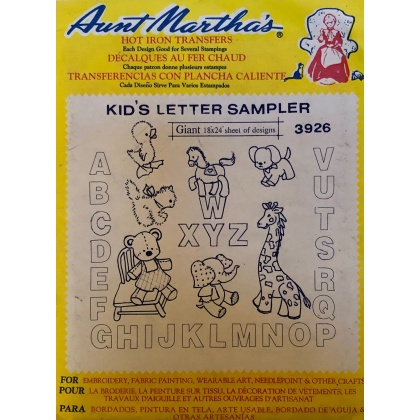 Aunt Martha's®
HOT IRON TRANSFERS
Each Design Good for Several Stampings
DÉCALQUES AU FER CHAUD
Chaque patron donne plusieurs estampes
TRANSFERENCIAS CON PLANCHA CALIENTE
Cada Diseño Sirve Para Varios Estampados
KID'S LETTER SAMPLER
Giant 18x24 sheet of designs 3926
A
B
C
D
E
F
GHIJKLMNOP
Q
R
S
T
U
V
W
XYZ
FOR EMBROIDERY, FABRIC PAINTING, WEARABLE ART, NEEDLEPOINT & OTHER CRAFTS
POUR LA BRODERIE, LA PEINTURE SUR TISSU, LA DÉCORATION DE VÊTEMENTS, LES
TRAVAUX D'AIGUILLE ET AUTRES OUVRAGES D'ARTISANAT
PARA BORDADOS, PINTURA EN TELA, ARTE USABLE, BORDADO DE AGUJA &
OTRAS ARTESANIAS